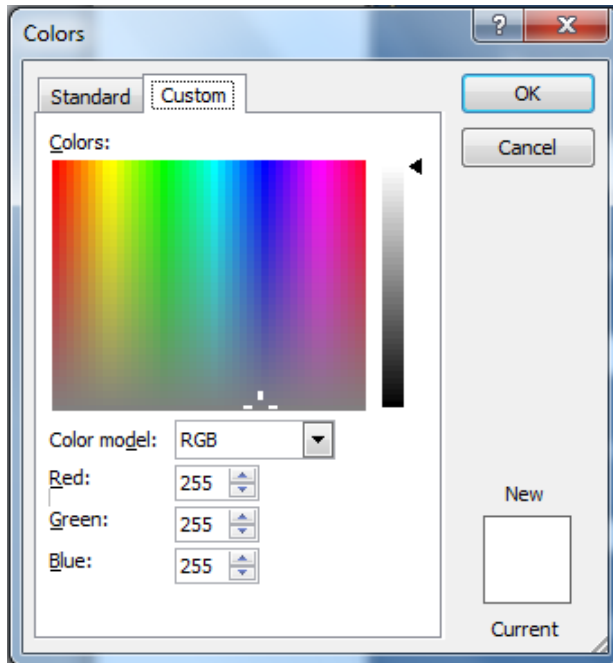 Colors
?
X
Standard
Custom
OK
Cancel
Colors:
Color model: RGB
Red: 255
Green: 255
Blue: 255
New
Current